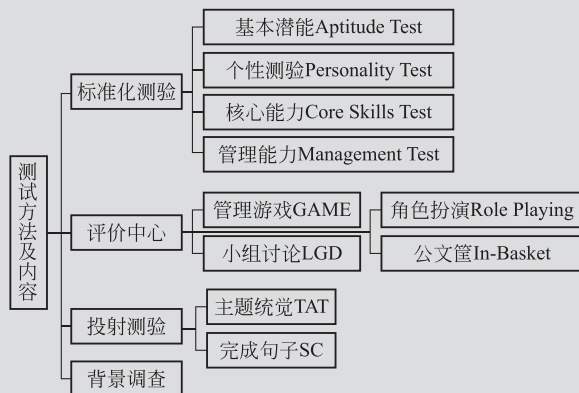 测试方法及内容
标准化测验
基本潜能Aptitude Test
个性测验Personality Test
核心能力Core Skills Test
管理能力Management Test
评价中心
管理游戏GAME
角色扮演Role Playing
小组讨论LGD
公文筐In-Basket
投射测验
主题统觉TAT
完成句子SC
背景调查